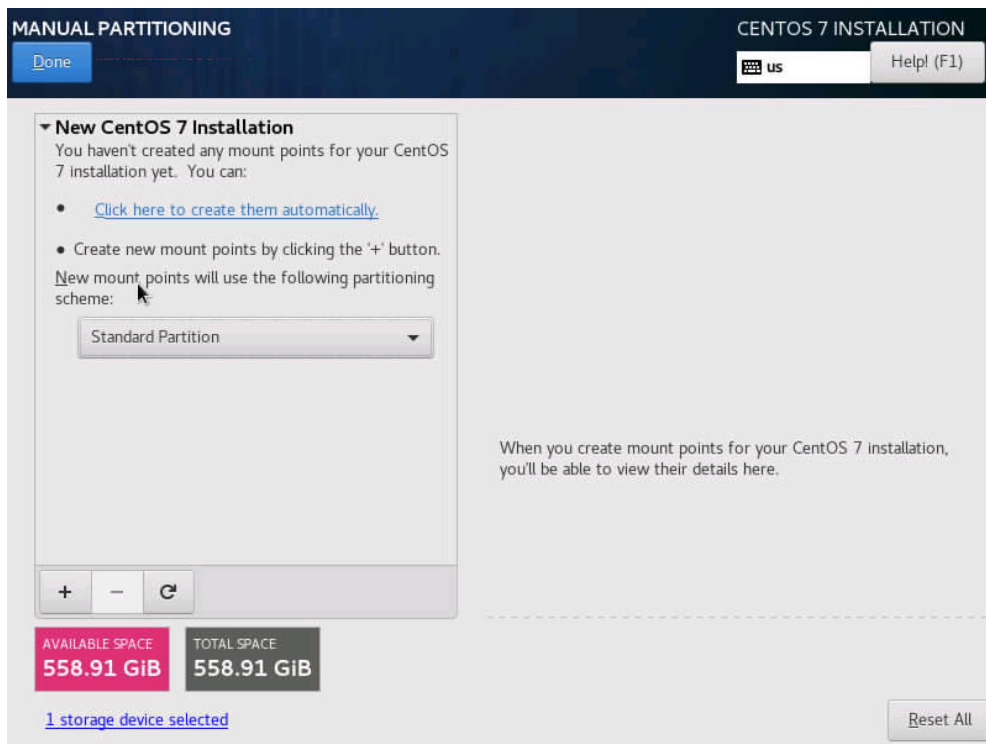 MANUAL PARTITIONING
CENTOS 7 INSTALLATION
Done
us
Help! (F1)
New CentOS 7 Installation
You haven't created any mount points for your CentOS
7 installation yet.  You can:
• Click here to create them automatically.
• Create new mount points by clicking the '+' button.
New mount points will use the following partitioning
scheme:
Standard Partition
When you create mount points for your CentOS 7 installation,
you'll be able to view their details here.
+ −
AVAILABLE SPACE
558.91 GiB
TOTAL SPACE
558.91 GiB
1 storage device selected
Reset All